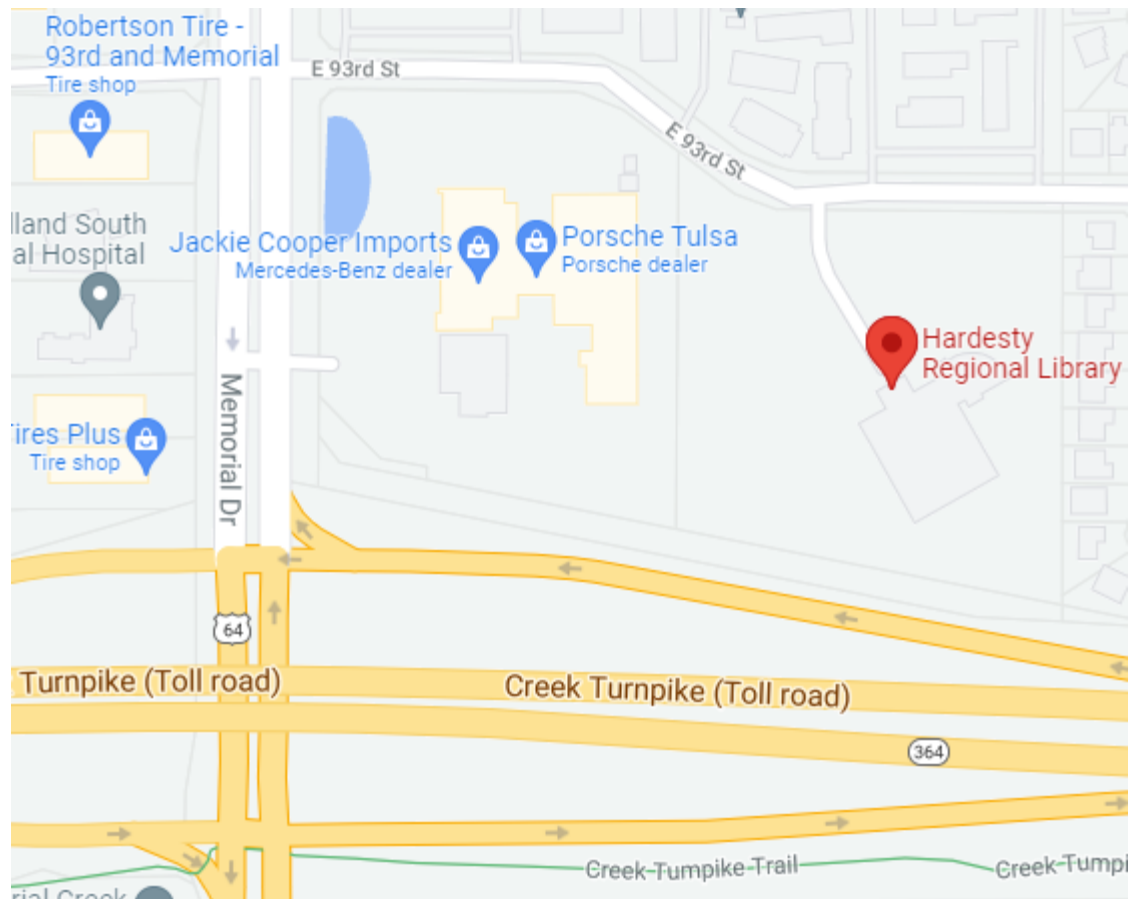 Robertson Tire -
93rd and Memorial
Tire shop
E 93rd St
E 93rd St
lland South
al Hospital
Jackie Cooper Imports
Mercedes-Benz dealer
Porsche Tulsa
Porsche dealer
Hardesty
Regional Library
Memorial Dr
Tires Plus
Tire shop
64
Turnpike (Toll road)
Creek Turnpike (Toll road)
364
Creek Turnpike Trail
Creek Turnpi
rial Creek